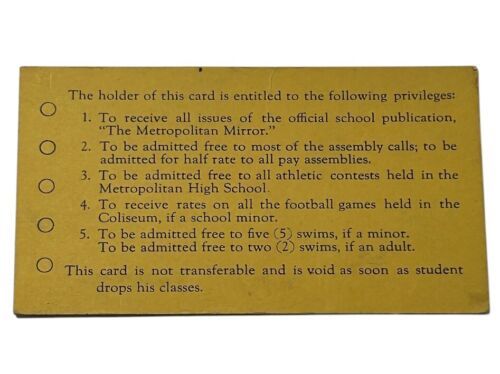 The holder of this card is entitled to the following privileges:
1. To receive all issues of the official school publication,
"The Metropolitan Mirror."
2. To be admitted free to most of the assembly calls; to be
admitted for half rate to all pay assemblies.
3. To be admitted free to all athletic contests held in the
Metropolitan High School.
4. To receive rates on all the football games held in the
Coliseum, if a school minor.
5. To be admitted free to five (5) swims, if a minor.
To be admitted free to two (2) swims, if an adult.
This card is not transferable and is void as soon as student
drops his classes.